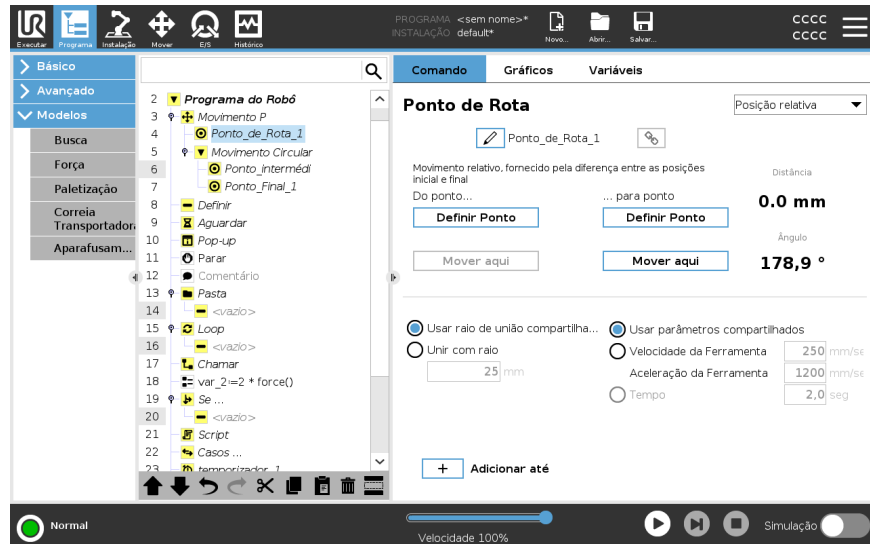 PROGRAMA <sem nome>*
INSTALAÇÃO default*
UR
Executar Programa Instalação Mover E/S Histórico Novo... Abrir... Salvar...
cccc
cccc
Básico
Avançado
Modelos
Busca
Força
Paletização
Correia
Transportadora
Aparafusam...
2 Programa do Robô
3 Movimento P
4 Ponto_de_Rota_1
5 Movimento Circular
6 Ponto_intermédi
7 Ponto_Final_1
8 Definir
9 Aguardar
10 Pop-up
11 Parar
12 Comentário
13 Pasta
14 <vazio>
15 Loop
16 <vazio>
17 Chamar
18 var_2≔2 * force()
19 Se ...
20 <vazio>
21 Script
22 Casos ...
23 temporizador_1
Comando Gráficos Variáveis
Ponto de Rota
Posição relativa
Ponto_de_Rota_1
Movimento relativo, fornecido pela diferença entre as posições
inicial e final
Do ponto... ... para ponto
Definir Ponto Definir Ponto
Mover aqui Mover aqui
Distância
0.0 mm
Ângulo
178,9 °
Usar raio de união compartilha...
Unir com raio
25 mm
Usar parâmetros compartilhados
Velocidade da Ferramenta 250 mm/se
Aceleração da Ferramenta 1200 mm/se
Tempo 2,0 seg
+ Adicionar até
Normal
Velocidade 100%
Simulação